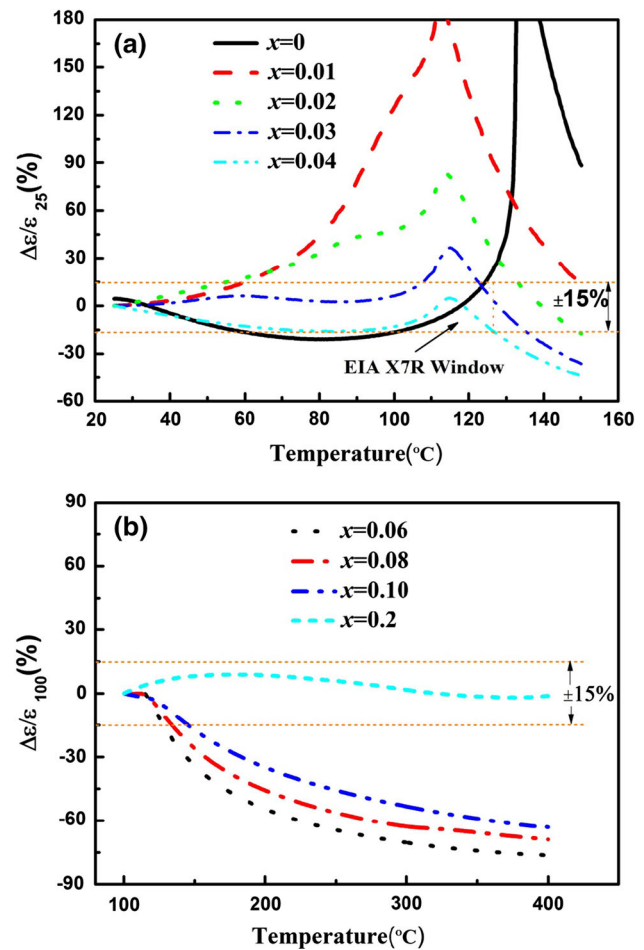 (a)
x=0
x=0.01
x=0.02
x=0.03
x=0.04
180
150
120
90
60
30
0
-30
-60
Δε/ε 25(%)
±15%
EIA X7R Window
20 40 60 80 100 120 140 160
Temperature(°C)
(b)
x=0.06
x=0.08
x=0.10
x=0.2
90
60
30
0
-30
-60
-90
Δε/ε 100(%)
±15%
100 200 300 400
Temperature(°C)